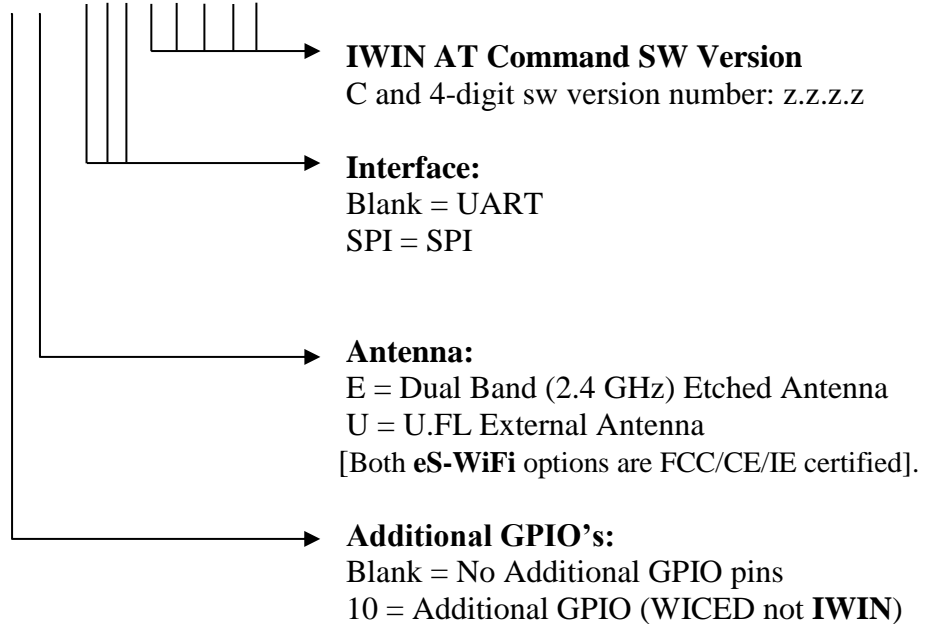 IWIN AT Command SW Version
C and 4-digit sw version number: z.z.z.z
Interface:
Blank = UART
SPI = SPI
Antenna:
E = Dual Band (2.4 GHz) Etched Antenna
U = U.FL External Antenna
[Both eS-WiFi options are FCC/CE/IE certified].
Additional GPIO's:
Blank = No Additional GPIO pins
10 = Additional GPIO (WICED not IWIN)